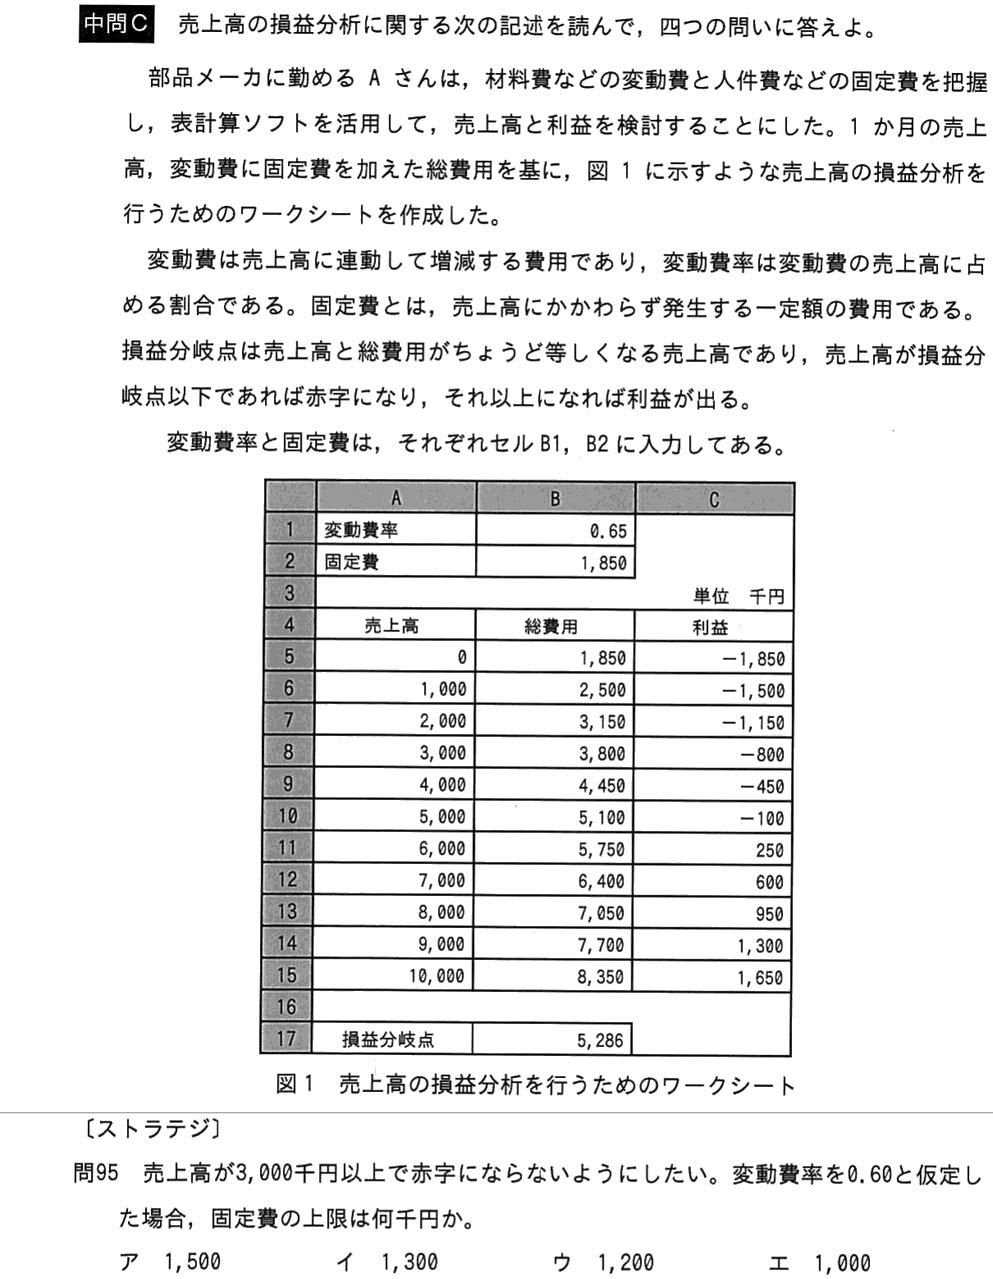 中問C 売上高の損益分析に関する次の記述を読んで，四つの問いに答えよ。
部品メーカに勤める A さんは，材料費などの変動費と人件費などの固定費を把握
し，表計算ソフトを活用して，売上高と利益を検討することにした。1 か月の売上
高，変動費に固定費を加えた総費用を基に，図 1 に示すような売上高の損益分析を
行うためのワークシートを作成した。
変動費は売上高に連動して増減する費用であり，変動費率は変動費の売上高に占
める割合である。固定費とは，売上高にかかわらず発生する一定額の費用である。
損益分岐点は売上高と総費用がちょうど等しくなる売上高であり，売上高が損益分
岐点以下であれば赤字になり，それ以上になれば利益が出る。
変動費率と固定費は，それぞれセル B1，B2 に入力してある。
A B C
1 変動費率 0.65
2 固定費 1,850
3 単位 千円
4 売上高 総費用 利益
5 0 1,850 －1,850
6 1,000 2,500 －1,500
7 2,000 3,150 －1,150
8 3,000 3,800 －800
9 4,000 4,450 －450
10 5,000 5,100 －100
11 6,000 5,750 250
12 7,000 6,400 600
13 8,000 7,050 950
14 9,000 7,700 1,300
15 10,000 8,350 1,650
16
17 損益分岐点 5,286
図 1 売上高の損益分析を行うためのワークシート
〔ストラテジ〕
問95 売上高が3,000千円以上で赤字にならないようにしたい。変動費率を0.60と仮定し
た場合，固定費の上限は何千円か。
ア 1,500 イ 1,300 ウ 1,200 エ 1,000